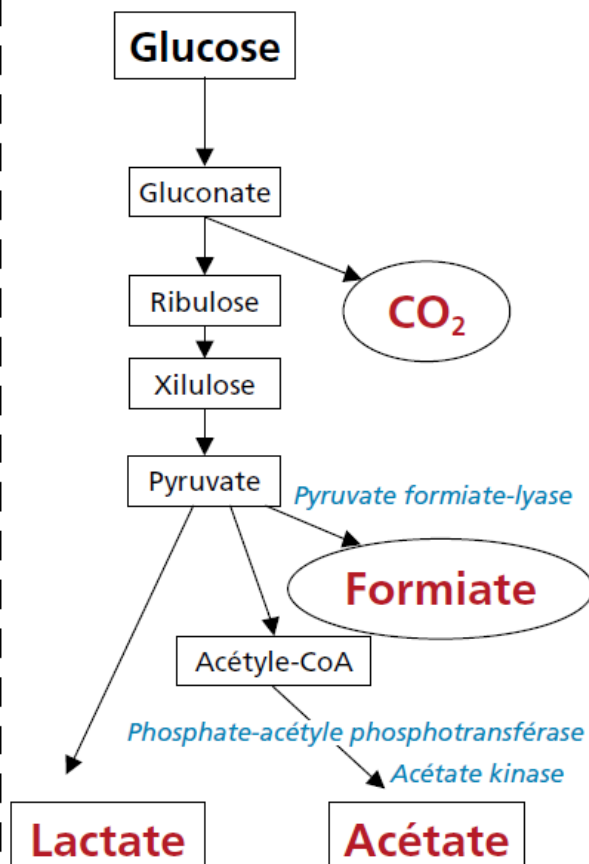 Glucose
Gluconate
CO₂
Ribulose
Xilulose
Pyruvate
Pyruvate formiate-lyase
Formiate
Acétyle-CoA
Phosphate-acétyle phosphotransférase
Acétate kinase
Lactate
Acétate